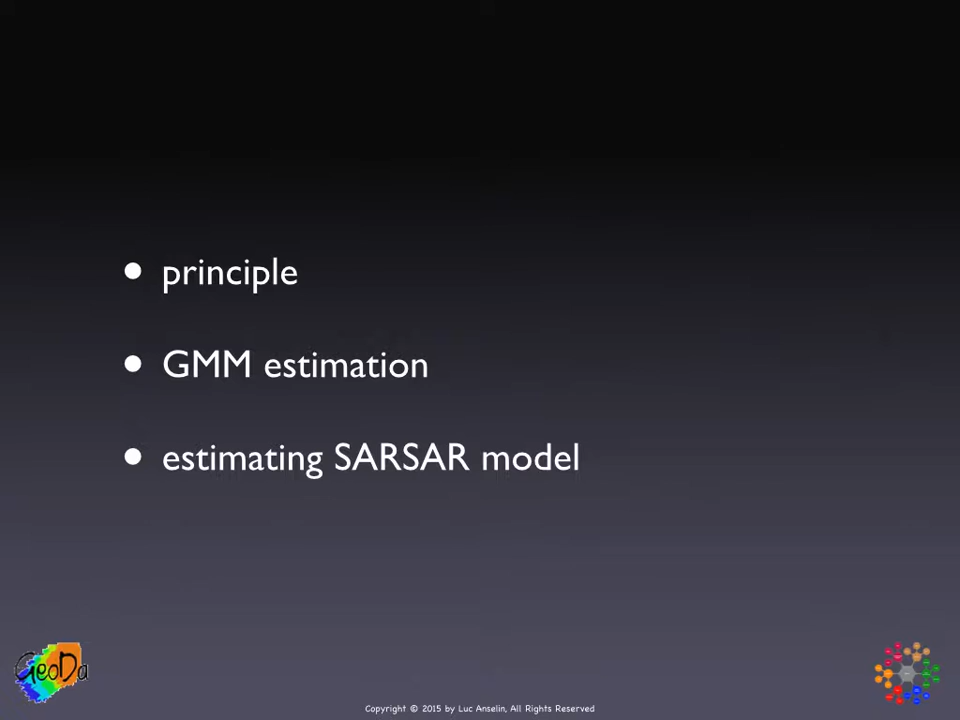 • principle
• GMM estimation
• estimating SARSAR model
GeoDa
Copyright © 2015 by Luc Anselin, All Rights Reserved